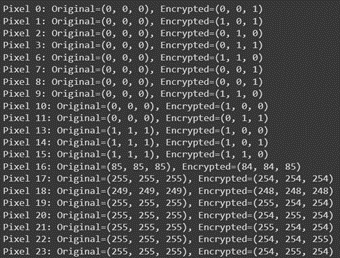 Pixel 0: Original=(0, 0, 0), Encrypted=(0, 0, 1)
Pixel 1: Original=(0, 0, 0), Encrypted=(1, 0, 1)
Pixel 2: Original=(0, 0, 0), Encrypted=(0, 1, 0)
Pixel 3: Original=(0, 0, 0), Encrypted=(0, 1, 1)
Pixel 6: Original=(0, 0, 0), Encrypted=(1, 1, 0)
Pixel 7: Original=(0, 0, 0), Encrypted=(0, 0, 1)
Pixel 8: Original=(0, 0, 0), Encrypted=(0, 1, 0)
Pixel 9: Original=(0, 0, 0), Encrypted=(1, 1, 0)
Pixel 10: Original=(0, 0, 0), Encrypted=(1, 0, 0)
Pixel 11: Original=(0, 0, 0), Encrypted=(0, 1, 1)
Pixel 13: Original=(1, 1, 1), Encrypted=(0, 1, 0)
Pixel 14: Original=(1, 1, 1), Encrypted=(1, 0, 1)
Pixel 15: Original=(1, 1, 1), Encrypted=(1, 1, 0)
Pixel 16: Original=(85, 85, 85), Encrypted=(84, 84, 85)
Pixel 17: Original=(255, 255, 255), Encrypted=(254, 254, 254)
Pixel 18: Original=(249, 249, 249), Encrypted=(248, 248, 248)
Pixel 19: Original=(255, 255, 255), Encrypted=(254, 255, 254)
Pixel 20: Original=(255, 255, 255), Encrypted=(254, 255, 254)
Pixel 21: Original=(255, 255, 255), Encrypted=(255, 254, 254)
Pixel 22: Original=(255, 255, 255), Encrypted=(254, 254, 255)
Pixel 23: Original=(255, 255, 255), Encrypted=(254, 255, 254)